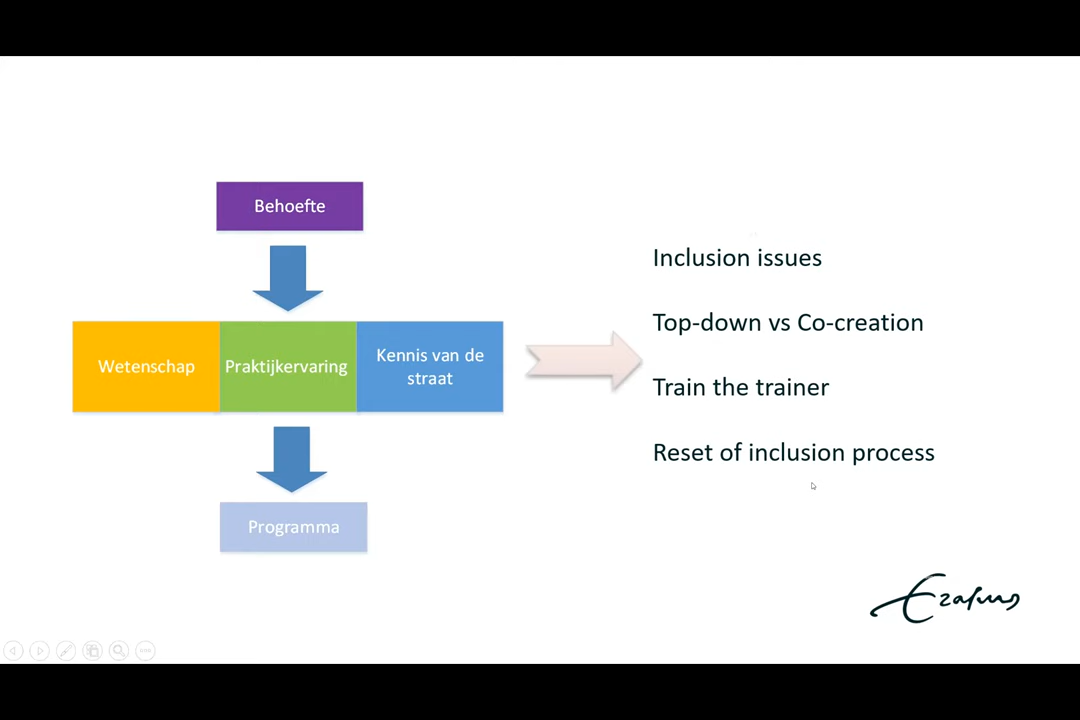 Behoefte
Wetenschap
Praktijkervaring
Kennis van de
straat
Programma
Inclusion issues
Top-down vs Co-creation
Train the trainer
Reset of inclusion process
Erasmus